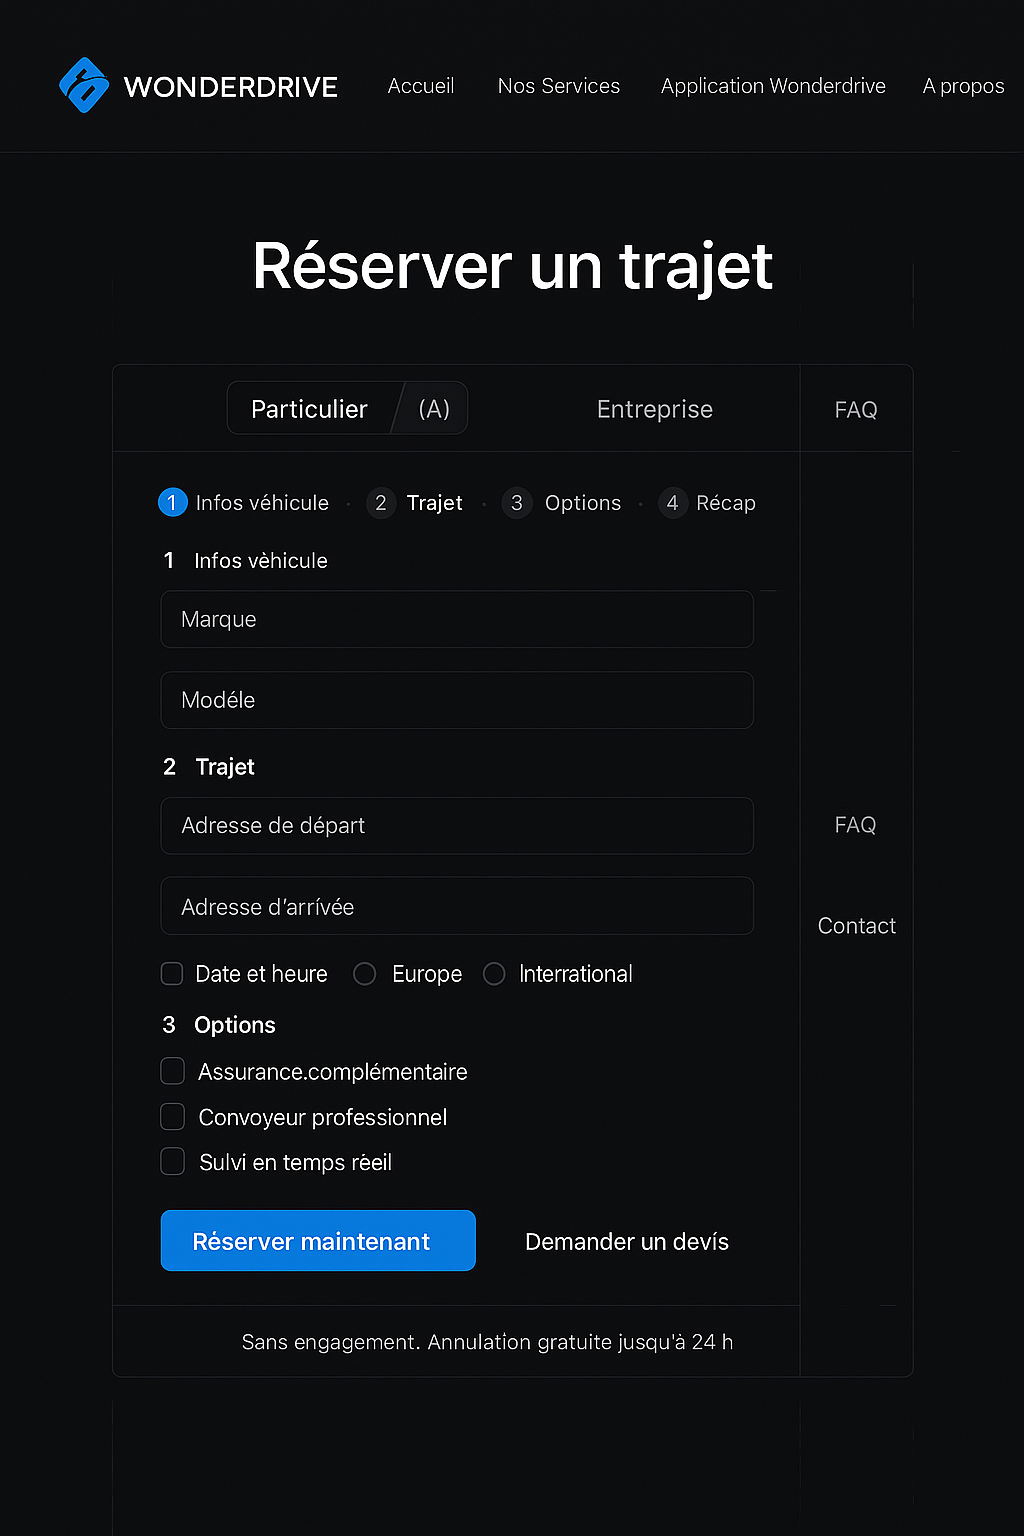 WONDERDRIVE Accueil Nos Services Application Wonderdrive A propos
Réserver un trajet
Particulier (A) Entreprise FAQ
1 Infos véhicule · 2 Trajet · 3 Options · 4 Récap
1 Infos vèhicule
Marque
Modéle
2 Trajet
Adresse de départ
FAQ
Adresse d’arrívée
Contact
Date et heure Europe Interrational
3 Options
Assurance.complémentaire
Convoyeur professionnel
Sulvi en temps rèeil
Réserver maintenant Demander un devís
Sans engagement. Annulation gratuite jusqu'à 24 h